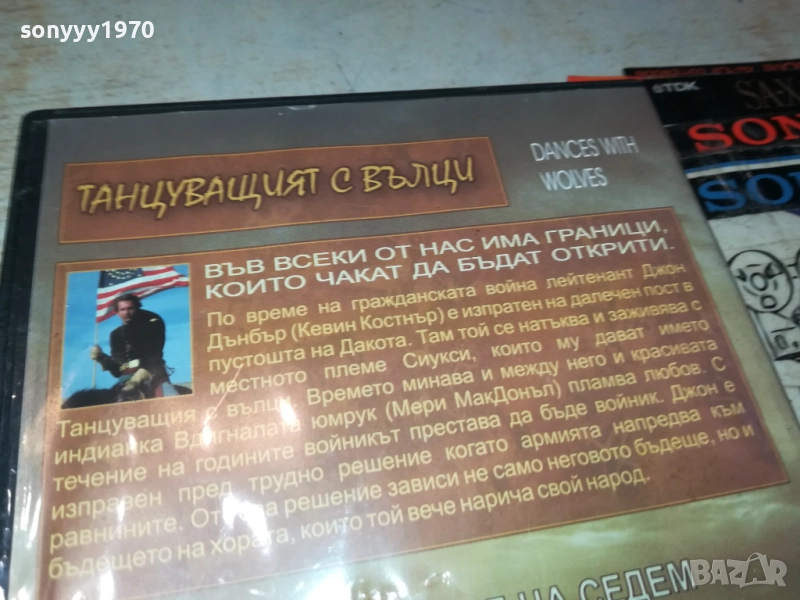 sonyyy1970
ТАНЦУВАЩИЯТ С ВЪЛЦИ
DANCES WITH
WOLVES
ВЪВ ВСЕКИ ОТ НАС ИМА ГРАНИЦИ,
КОИТО ЧАКАТ ДА БЪДАТ ОТКРИТИ.
По време на гражданската война лейтенант Джон
Дънбър (Кевин Костнър) е изпратен на далечен пост в
пустошта на Дакота. Там той се натъква и заживява с
местното племе Сиукси, които му дават името
Танцуващия с вълци. Времето минава и между него и красивата
индианка Вдигналата юмрук (Мери МакДонъл) пламва любов. С
течение на годините войникът престава да бъде войник. Джон е
изправен пред трудно решение когато армията напредва към
равнините. От това решение зависи не само неговото бъдеще, но и
бъдещето на хората, които той вече нарича свой народ.
НА СЕДЕМ
TDK
SA-X
SON
SO
BAZAR